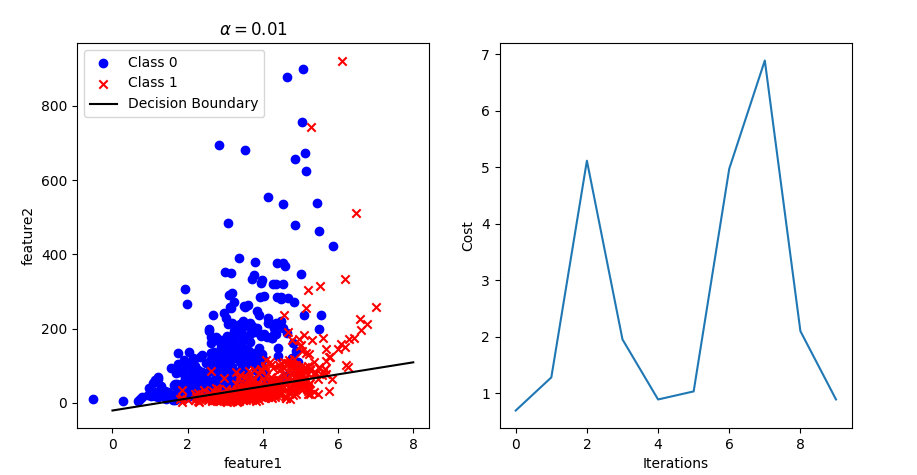 α = 0.01
Class 0
Class 1
Decision Boundary
feature2
800
600
400
200
0
0 2 4 6 8
feature1
Cost
7
6
5
4
3
2
1
0 2 4 6 8
Iterations